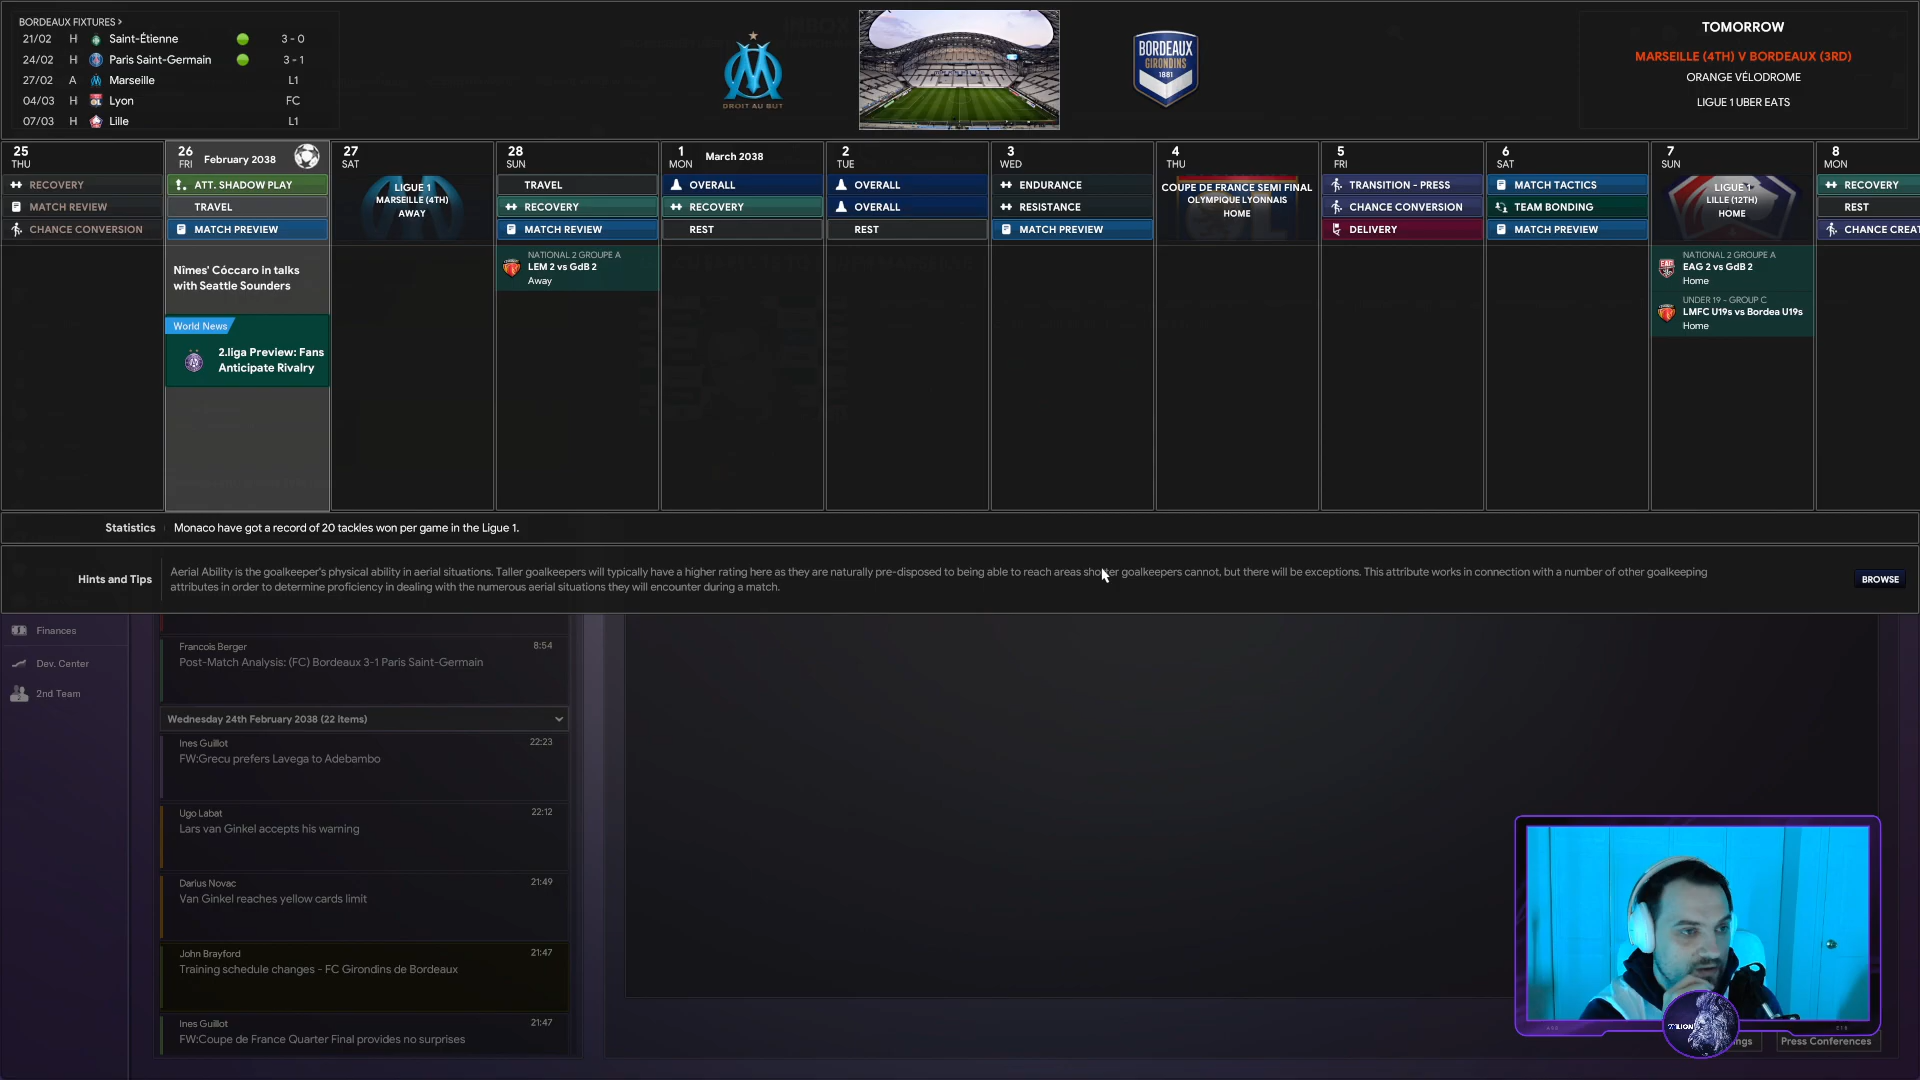 BORDEAUX FIXTURES >
21/02 H Saint-Étienne 3 - 0
24/02 H Paris Saint-Germain 3 - 1
27/02 A Marseille L1
04/03 H Lyon FC
07/03 H Lille L1
DROIT AU BUT
BORDEAUX
GIRONDINS
1881
TOMORROW
MARSEILLE (4TH) V BORDEAUX (3RD)
ORANGE VÉLODROME
LIGUE 1 UBER EATS
25
THU
RECOVERY
MATCH REVIEW
CHANCE CONVERSION
26
FRI
February 2038
ATT. SHADOW PLAY
TRAVEL
MATCH PREVIEW
Nîmes' Cóccaro in talks
with Seattle Sounders
World News
2.liga Preview: Fans
Anticipate Rivalry
27
SAT
LIGUE 1
MARSEILLE (4TH)
AWAY
28
SUN
TRAVEL
RECOVERY
MATCH REVIEW
NATIONAL 2 GROUPE A
LEM 2 vs GdB 2
Away
1
MON
March 2038
OVERALL
RECOVERY
REST
2
TUE
OVERALL
OVERALL
REST
3
WED
ENDURANCE
RESISTANCE
MATCH PREVIEW
4
THU
COUPE DE FRANCE SEMI FINAL
OLYMPIQUE LYONNAIS
HOME
5
FRI
TRANSITION - PRESS
CHANCE CONVERSION
DELIVERY
6
SAT
MATCH TACTICS
TEAM BONDING
MATCH PREVIEW
7
SUN
LIGUE 1
LILLE (12TH)
HOME
NATIONAL 2 GROUPE A
EAG 2 vs GdB 2
Home
UNDER 19 - GROUP C
LMFC U19s vs Bordea U19s
Home
8
MON
RECOVERY
REST
CHANCE CREAT
Statistics Monaco have got a record of 20 tackles won per game in the Ligue 1.
Hints and Tips
Aerial Ability is the goalkeeper's physical ability in aerial situations. Taller goalkeepers will typically have a higher rating here as they are naturally pre-disposed to being able to reach areas shorter goalkeepers cannot, but there will be exceptions. This attribute works in connection with a number of other goalkeeping
attributes in order to determine proficiency in dealing with the numerous aerial situations they will encounter during a match.
BROWSE
Finances
Dev. Center
2nd Team
Francois Berger 8:54
Post-Match Analysis: (FC) Bordeaux 3-1 Paris Saint-Germain
Wednesday 24th February 2038 (22 items)
Ines Guillot 22:23
FW:Grecu prefers Lavega to Adebambo
Ugo Labat 22:12
Lars van Ginkel accepts his warning
Darius Novac 21:49
Van Ginkel reaches yellow cards limit
John Brayford 21:47
Training schedule changes - FC Girondins de Bordeaux
Ines Guillot 21:47
FW:Coupe de France Quarter Final provides no surprises
ngs
Press Conferences